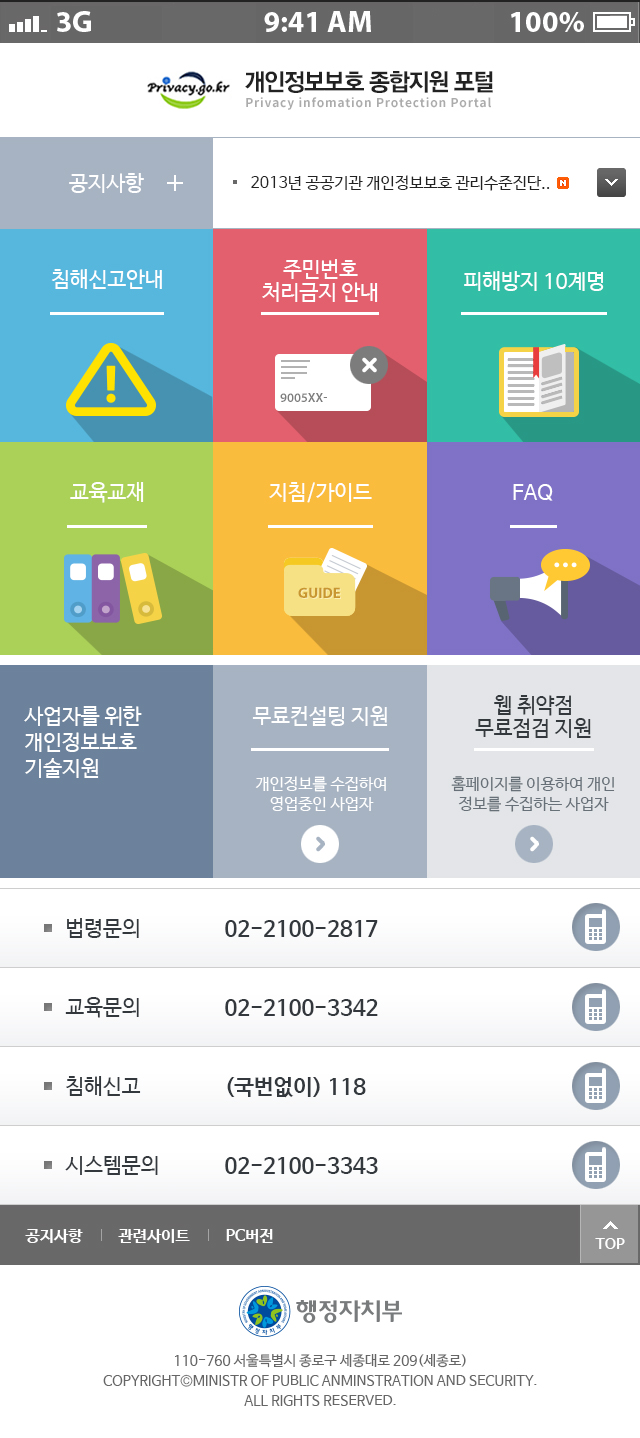 3G 9:41 AM 100%
Privacy.go.kr 개인정보보호 종합지원 포털
Privacy infomation Protection Portal
공지사항
2013년 공공기관 개인정보보호 관리수준진단.. N
침해신고안내
주민번호
처리금지 안내
9005XX-
피해방지 10계명
교육교재
지침/가이드
GUIDE
FAQ
사업자를 위한
개인정보보호
기술지원
무료컨설팅 지원
개인정보를 수집하여
영업중인 사업자
웹 취약점
무료점검 지원
홈페이지를 이용하여 개인
정보를 수집하는 사업자
법령문의 02-2100-2817
교육문의 02-2100-3342
침해신고 (국번없이) 118
시스템문의 02-2100-3343
공지사항 관련사이트 PC버전
TOP
행정자치부
110-760 서울특별시 종로구 세종대로 209(세종로)
COPYRIGHT©MINISTR OF PUBLIC ANMINSTRATION AND SECURITY.
ALL RIGHTS RESERVED.